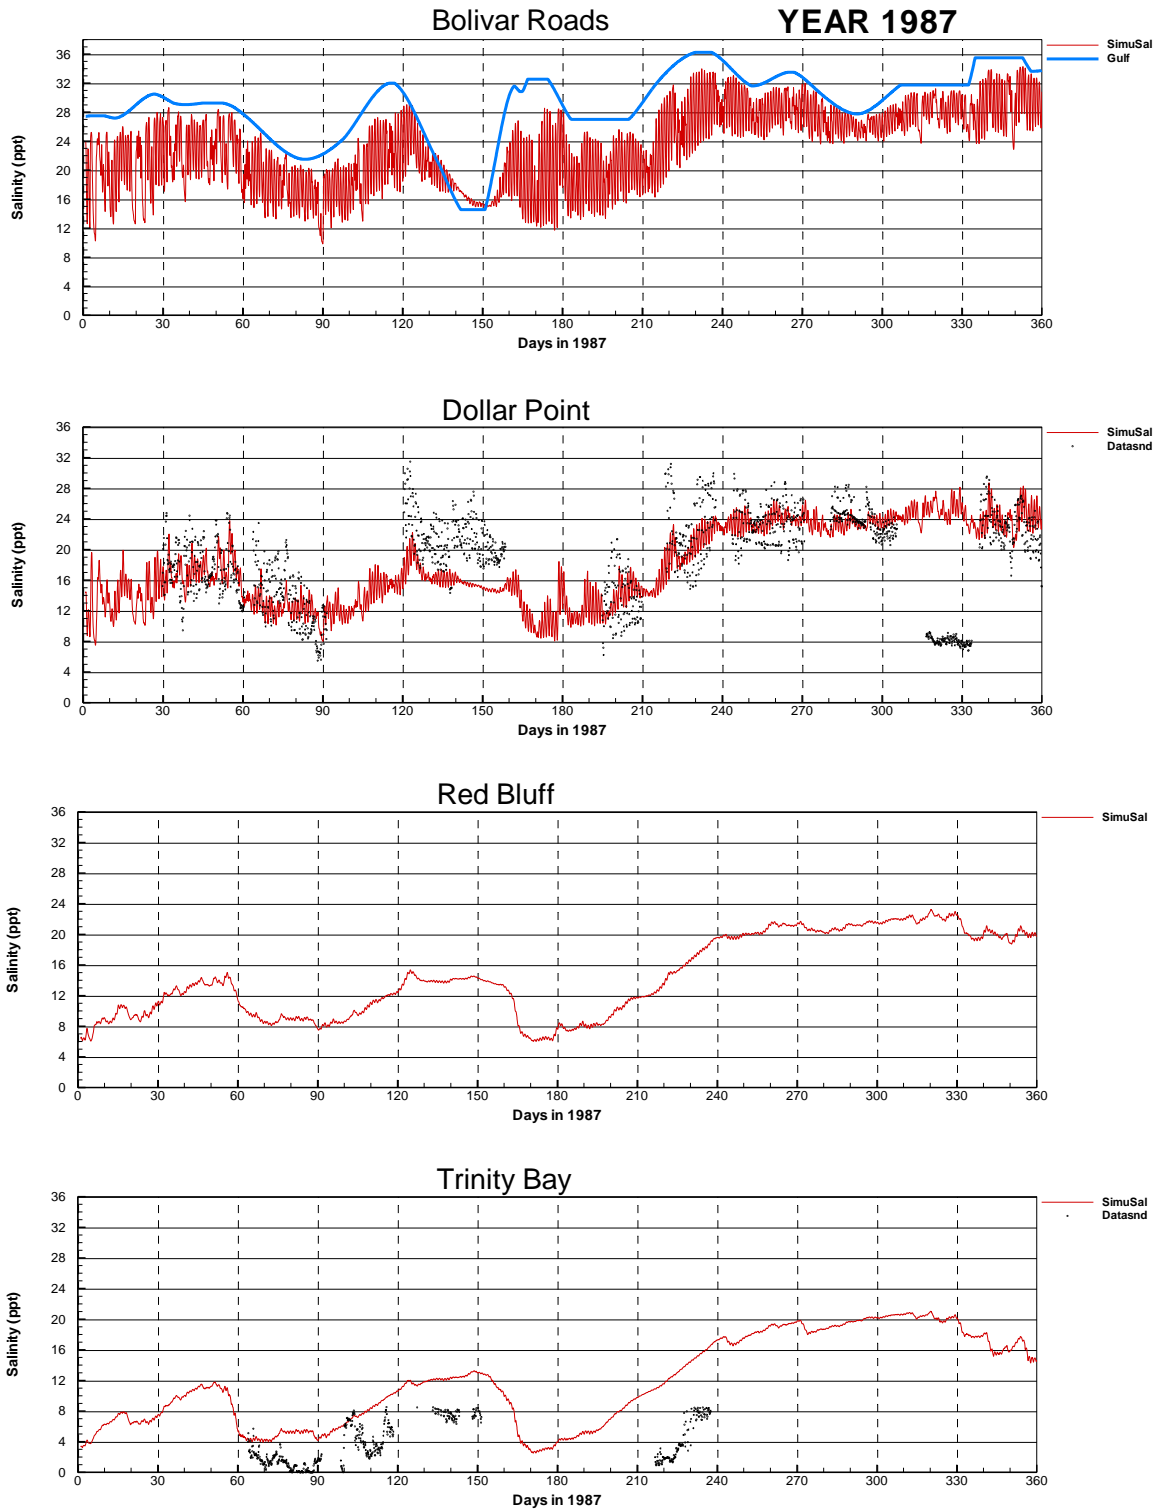 Bolivar Roads
YEAR 1987
SimuSal
Gulf
Salinity (ppt)
36
32
28
24
20
16
12
8
4
0
0 30 60 90 120 150 180 210 240 270 300 330 360
Days in 1987
Dollar Point
SimuSal
Datasnd
Salinity (ppt)
36
32
28
24
20
16
12
8
4
0
0 30 60 90 120 150 180 210 240 270 300 330 360
Days in 1987
Red Bluff
SimuSal
Salinity (ppt)
36
32
28
24
20
16
12
8
4
0
0 30 60 90 120 150 180 210 240 270 300 330 360
Days in 1987
Trinity Bay
SimuSal
Datasnd
Salinity (ppt)
36
32
28
24
20
16
12
8
4
0
0 30 60 90 120 150 180 210 240 270 300 330 360
Days in 1987